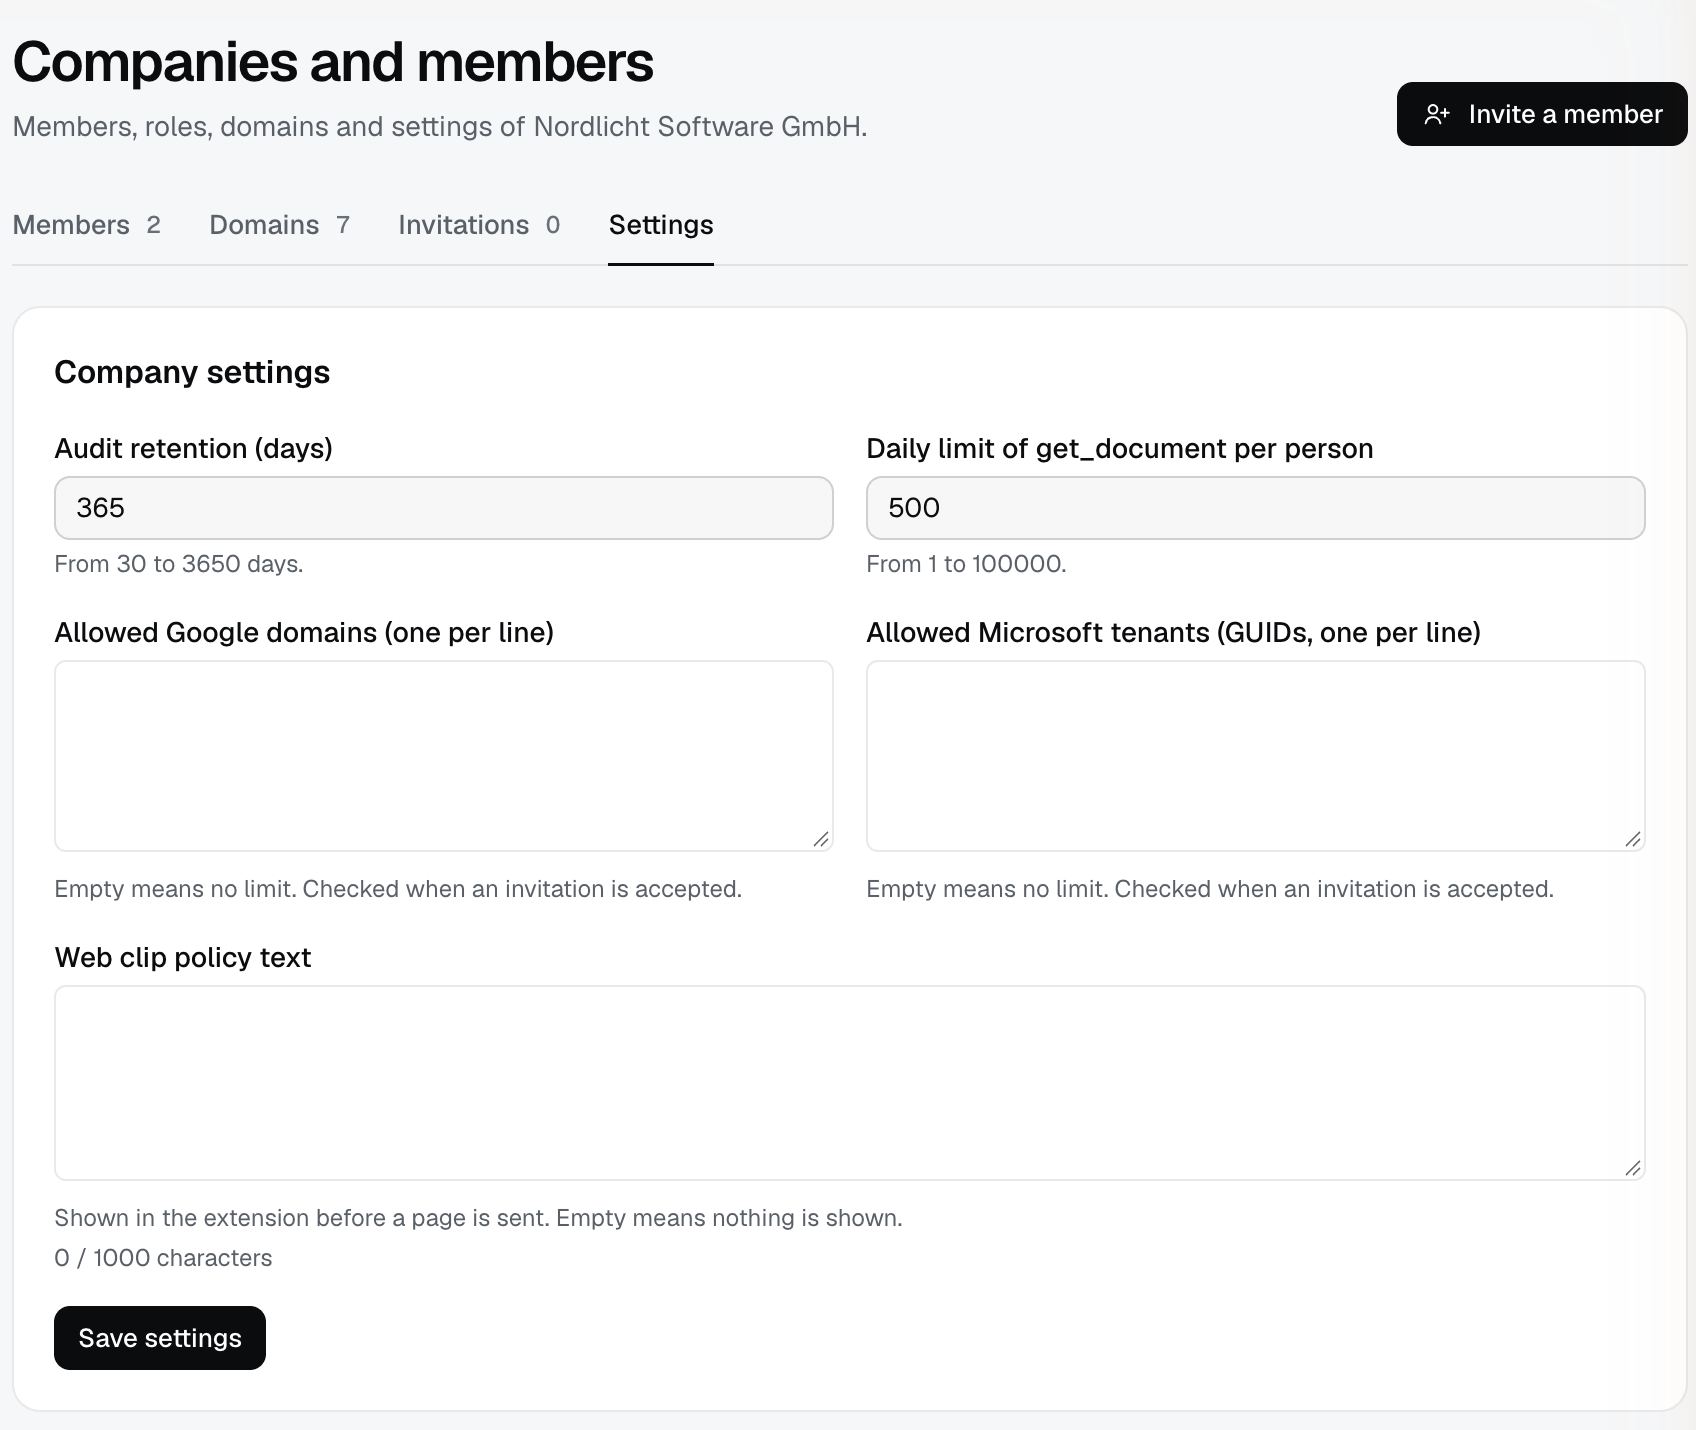 Companies and members
Members, roles, domains and settings of Nordlicht Software GmbH.
Invite a member
Members 2 Domains 7 Invitations 0 Settings
Company settings
Audit retention (days)
365
From 30 to 3650 days.
Daily limit of get_document per person
500
From 1 to 100000.
Allowed Google domains (one per line)
Empty means no limit. Checked when an invitation is accepted.
Allowed Microsoft tenants (GUIDs, one per line)
Empty means no limit. Checked when an invitation is accepted.
Web clip policy text
Shown in the extension before a page is sent. Empty means nothing is shown.
0 / 1000 characters
Save settings